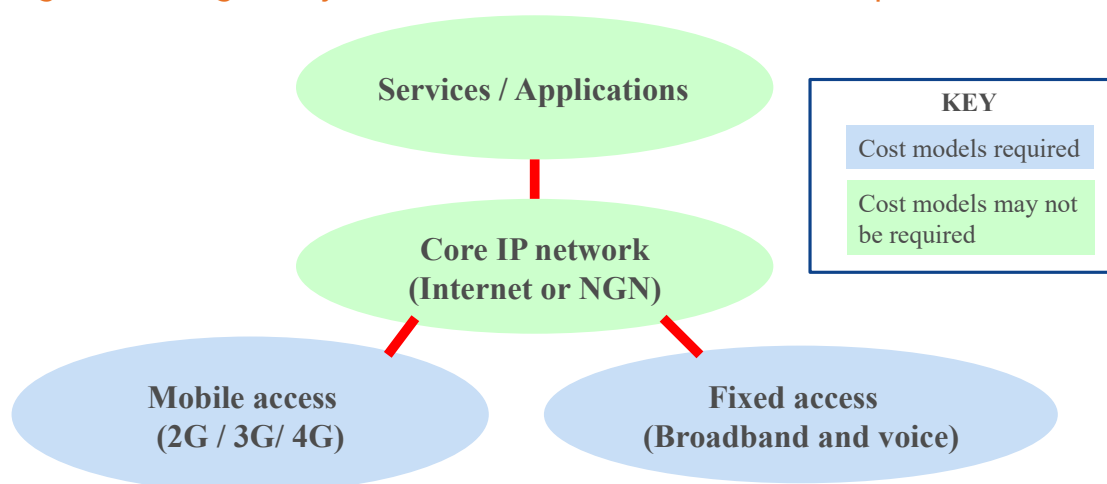 Services / Applications
KEY
Cost models required
Cost models may not
be required
Core IP network
(Internet or NGN)
Mobile access
(2G / 3G/ 4G)
Fixed access
(Broadband and voice)